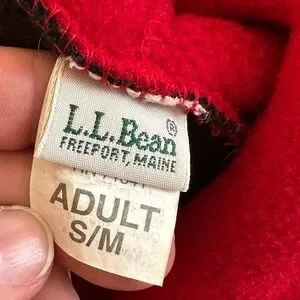 L.L.Bean®
FREEPORT, MAINE
ADULT
S/M